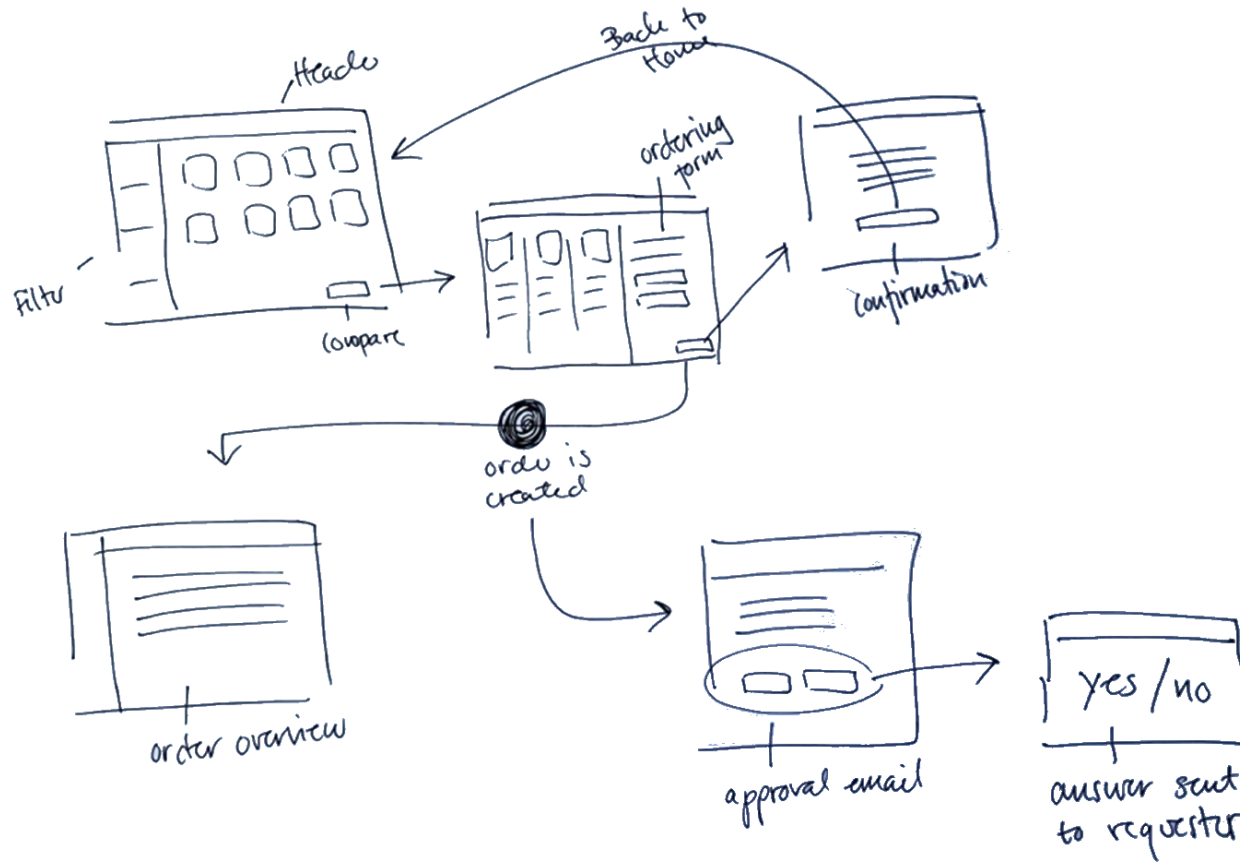 Header
Back to
Home
ordering
form
Filter
compare
confirmation
order is
created
order overview
approval email
yes / no
answer sent
to requester